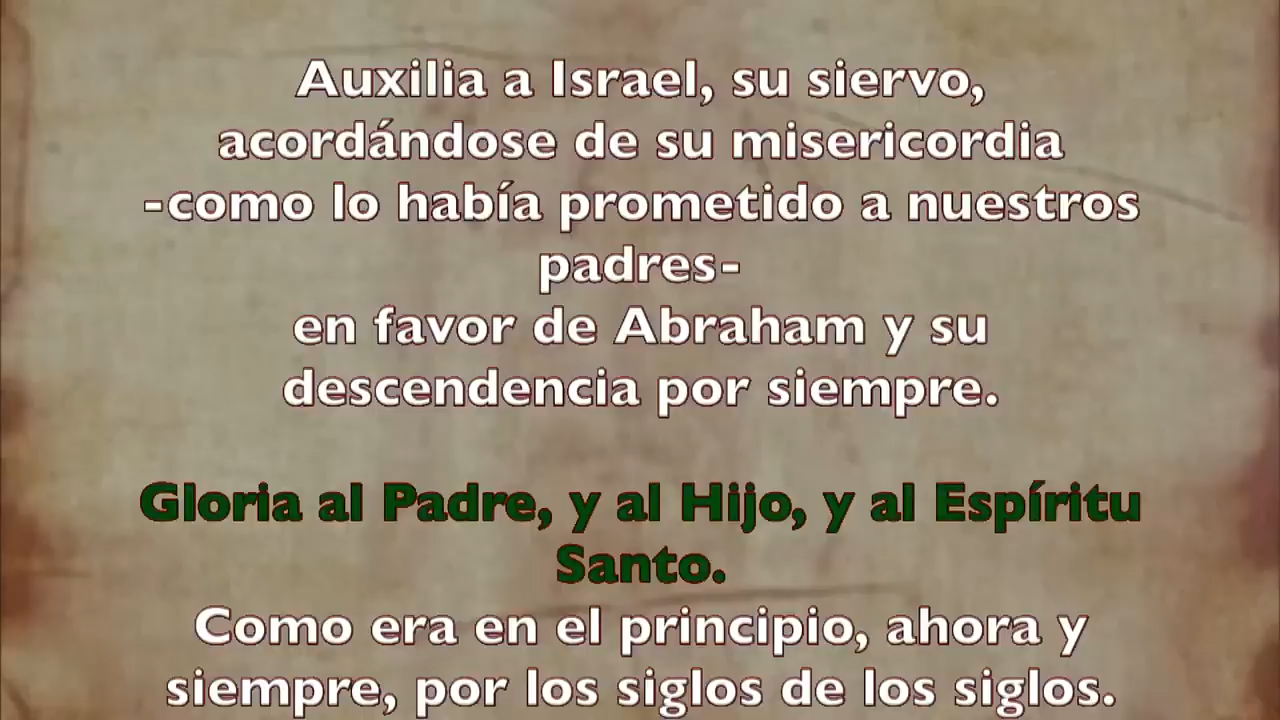 Auxilia a Israel, su siervo,
acordándose de su misericordia
-como lo había prometido a nuestros
padres-
en favor de Abraham y su
descendencia por siempre.
Gloria al Padre, y al Hijo, y al Espíritu
Santo.
Como era en el principio, ahora y
siempre, por los siglos de los siglos.